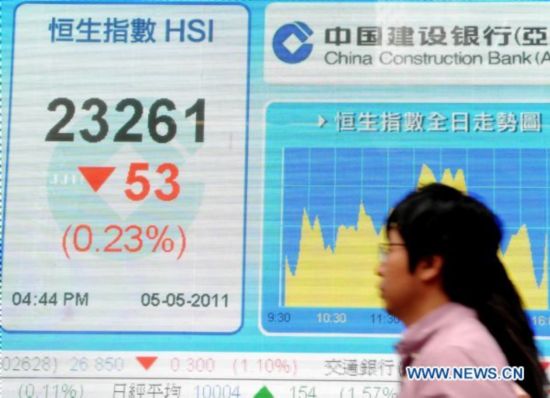 恒生指數 HSI
23261
▼ 53
(0.23%)
04:44 PM 05-05-2011
中国建设银行(亞
China Construction Bank (A
恒生指數全日走勢圖
9:30 10:30 11:3 16:
02628) 26.850 ▼ 0.300 (1.10%) 交通銀行(
(0.11%) 日經平均 10004 ▲ 154 (1.57%
WWW.NEWS.CN